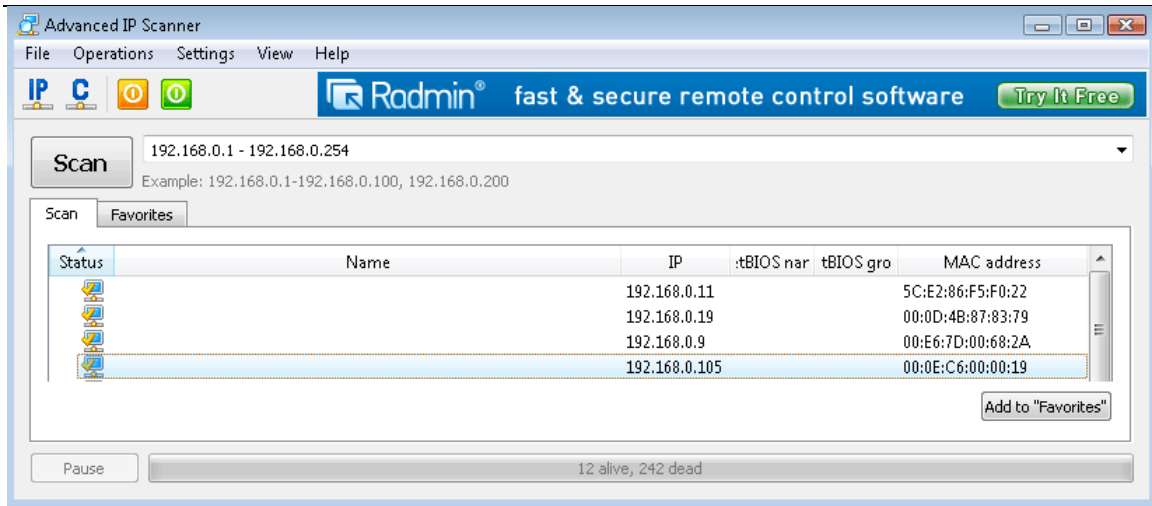 Advanced IP Scanner
File Operations Settings View Help
IP C Radmin® fast & secure remote control software Try It Free
Scan 192.168.0.1 - 192.168.0.254
Example: 192.168.0.1-192.168.0.100, 192.168.0.200
Scan Favorites
Status Name IP :tBIOS nar tBIOS gro MAC address
192.168.0.11 5C:E2:86:F5:F0:22
192.168.0.19 00:0D:4B:87:83:79
192.168.0.9 00:E6:7D:00:68:2A
192.168.0.105 00:0E:C6:00:00:19
Add to "Favorites"
Pause 12 alive, 242 dead